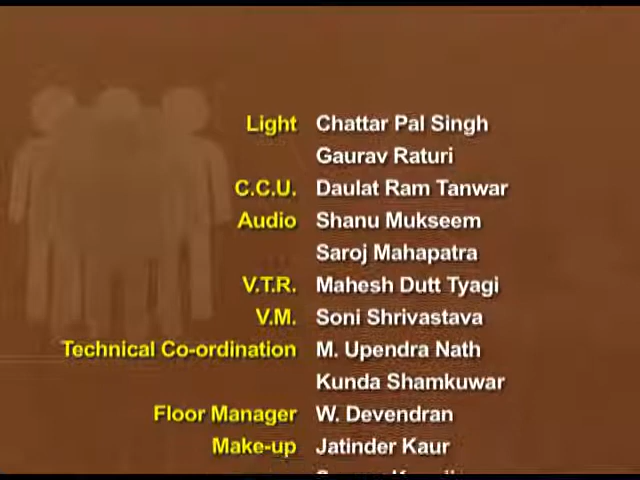 Light Chattar Pal Singh
Gaurav Raturi
C.C.U. Daulat Ram Tanwar
Audio Shanu Mukseem
Saroj Mahapatra
V.T.R. Mahesh Dutt Tyagi
V.M. Soni Shrivastava
Technical Co-ordination M. Upendra Nath
Kunda Shamkuwar
Floor Manager W. Devendran
Make-up Jatinder Kaur